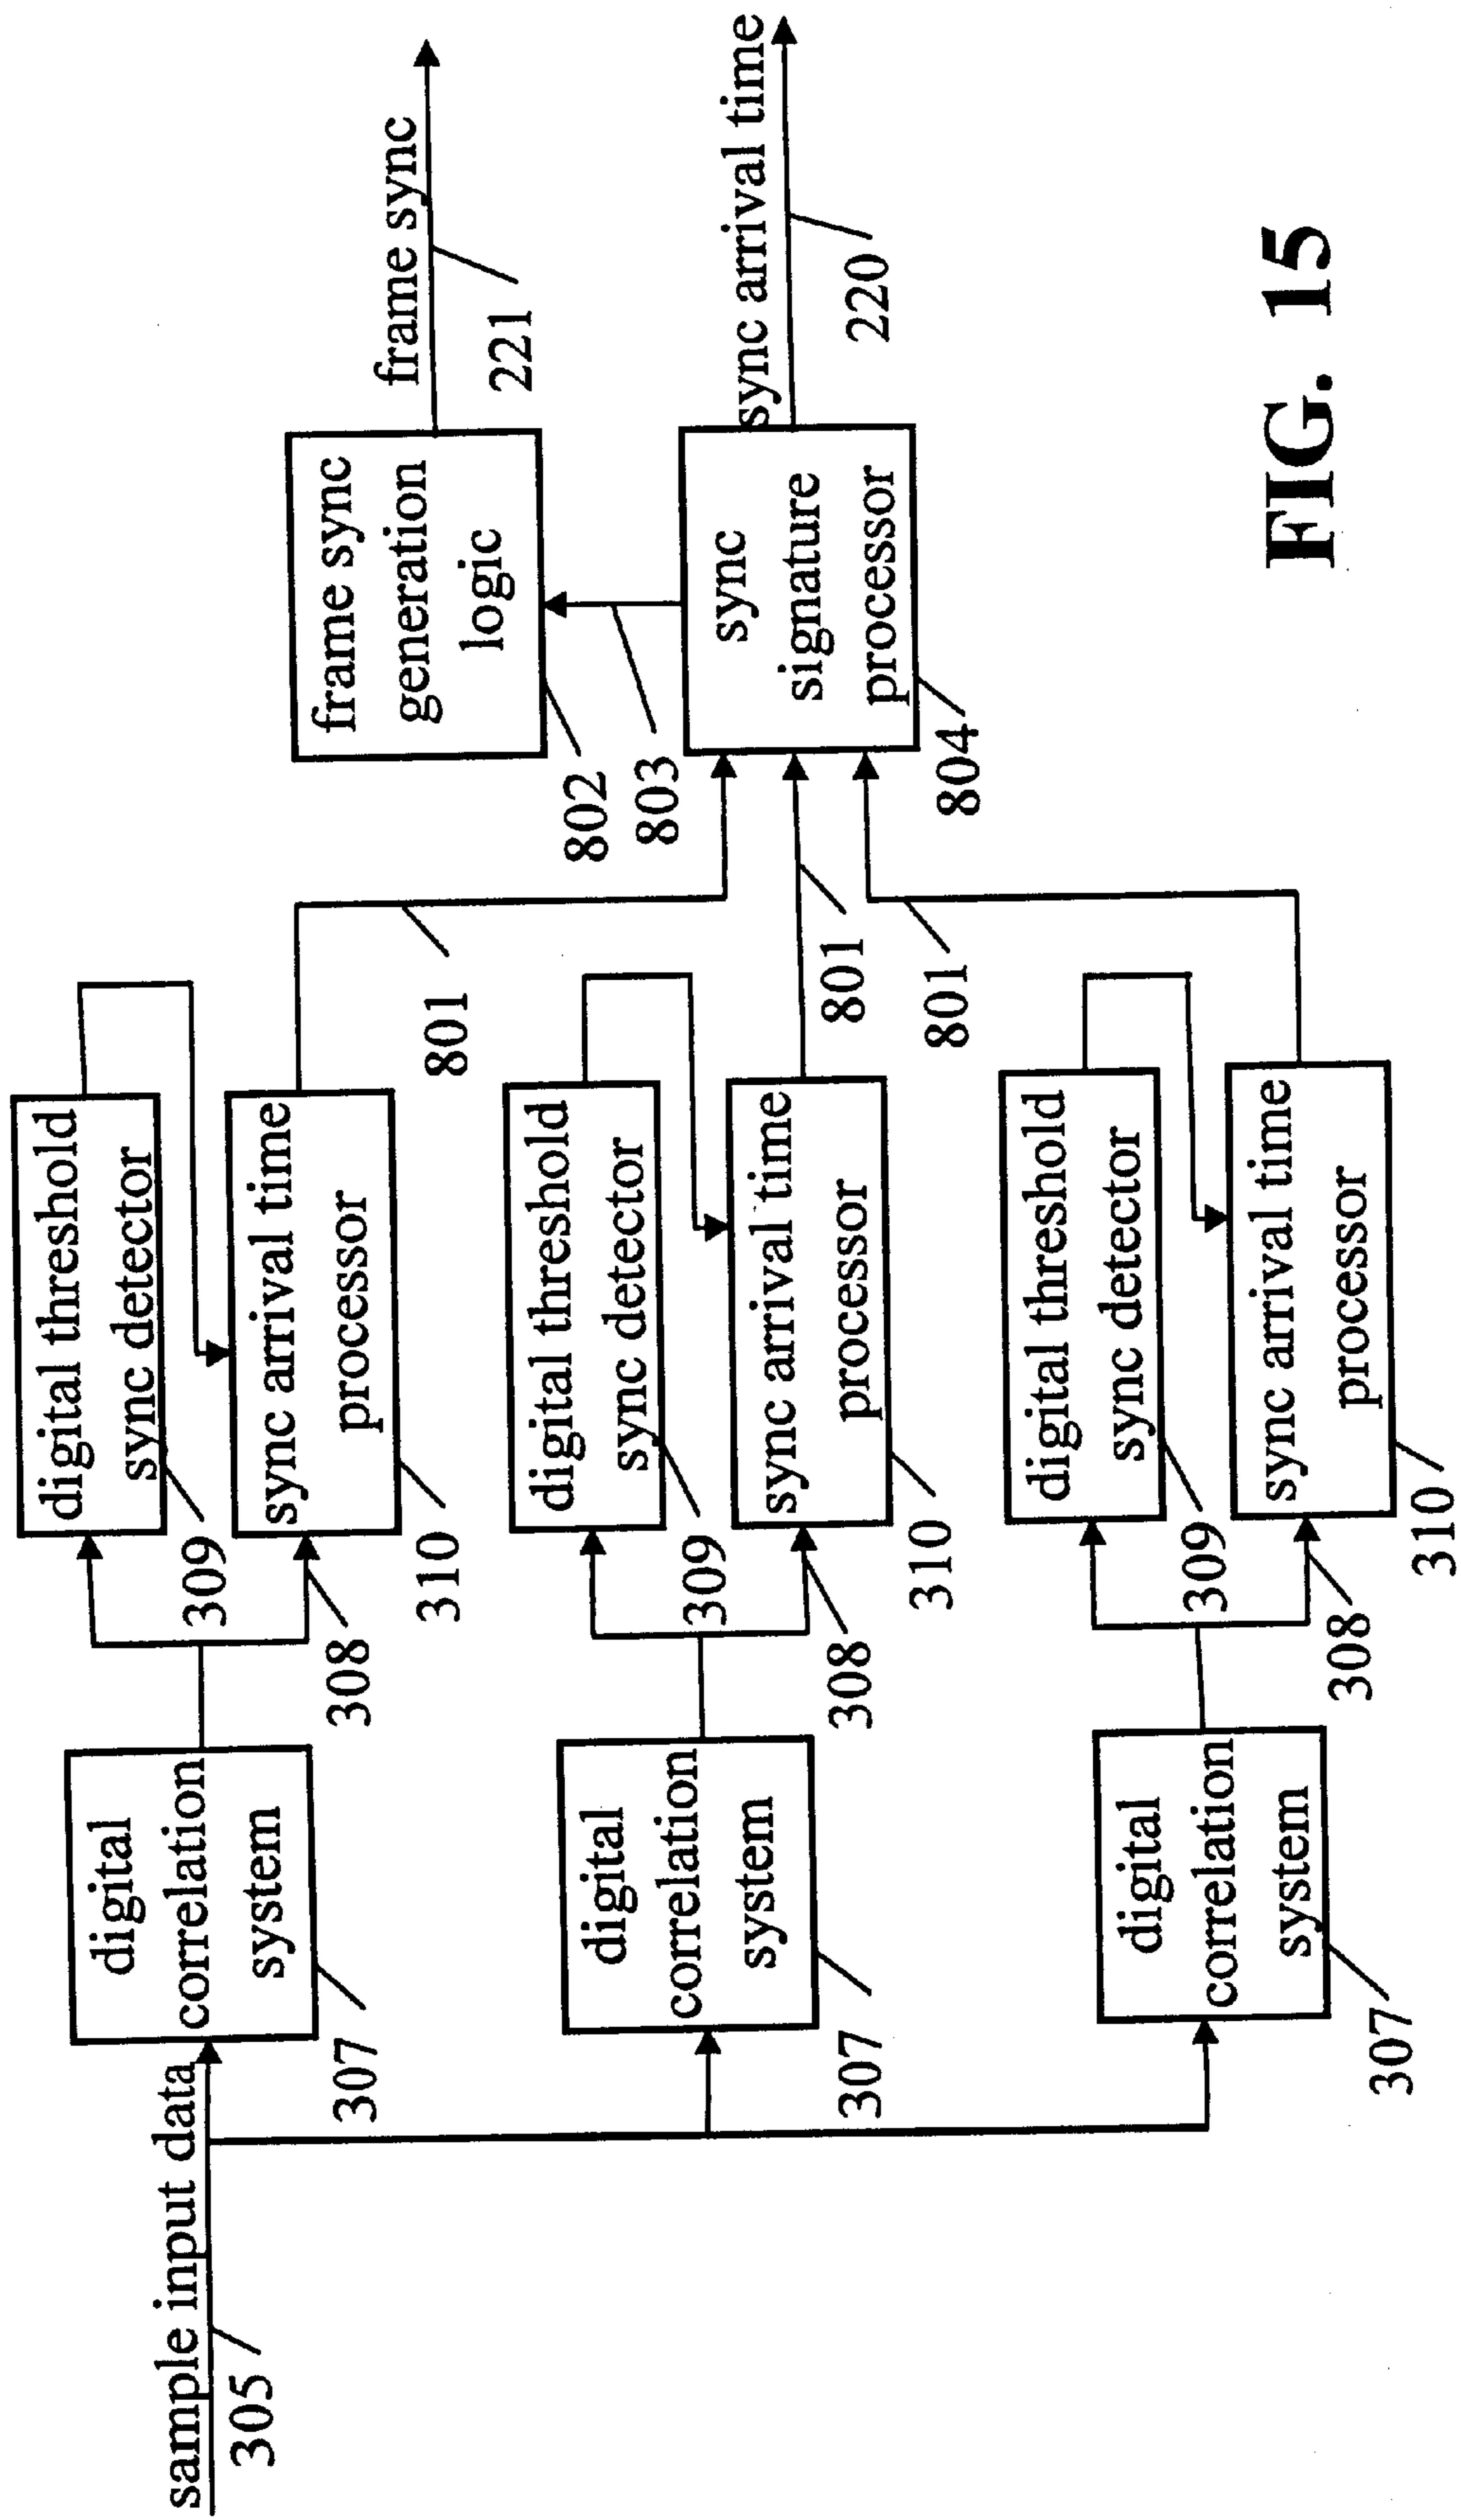 sample input data
305
digital
correlation
system
307
308
digital threshold
sync detector
309
sync arrival time
processor
310
801
digital
correlation
system
307
308
digital threshold
sync detector
309
sync arrival time
processor
310
801
digital
correlation
system
307
308
digital threshold
sync detector
309
sync arrival time
processor
310
801
frame sync
generation
logic
802
803
sync
signature
processor
804
frame sync
221
sync arrival time
220
FIG. 15